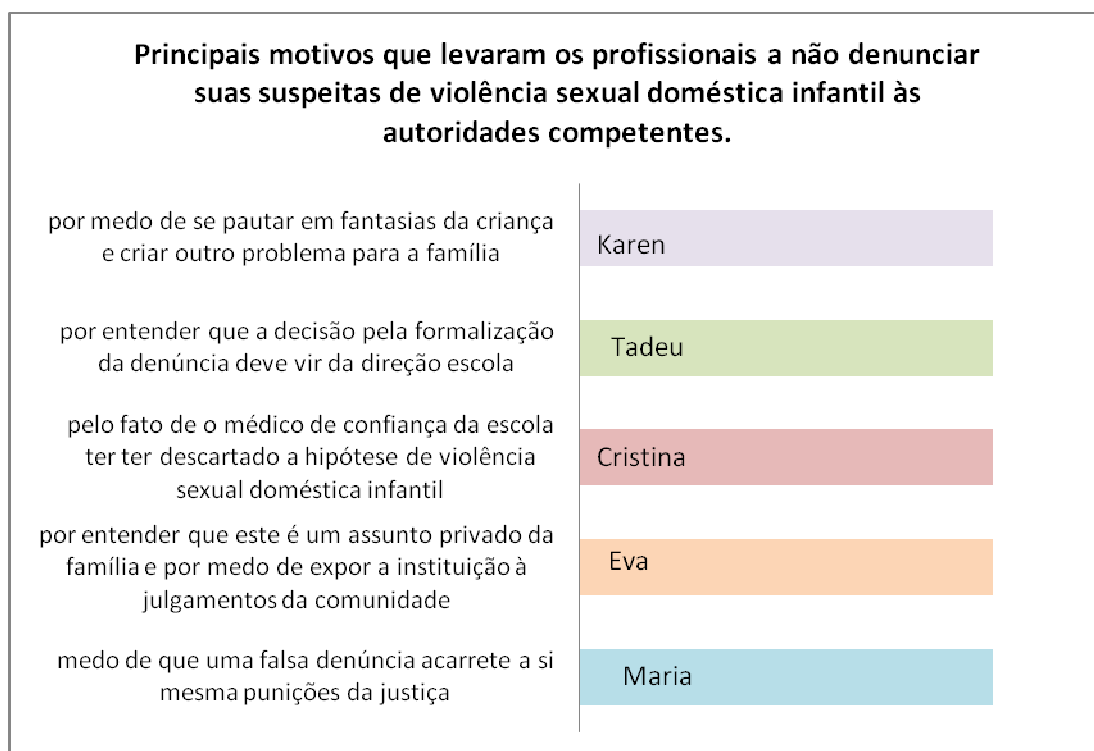 Principais motivos que levaram os profissionais a não denunciar
suas suspeitas de violência sexual doméstica infantil às
autoridades competentes.
por medo de se pautar em fantasias da criança
e criar outro problema para a família
Karen
por entender que a decisão pela formalização
da denúncia deve vir da direção escola
Tadeu
pelo fato de o médico de confiança da escola
ter ter descartado a hipótese de violência
sexual doméstica infantil
Cristina
por entender que este é um assunto privado da
família e por medo de expor a instituição à
julgamentos da comunidade
Eva
medo de que uma falsa denúncia acarrete a si
mesma punições da justiça
Maria